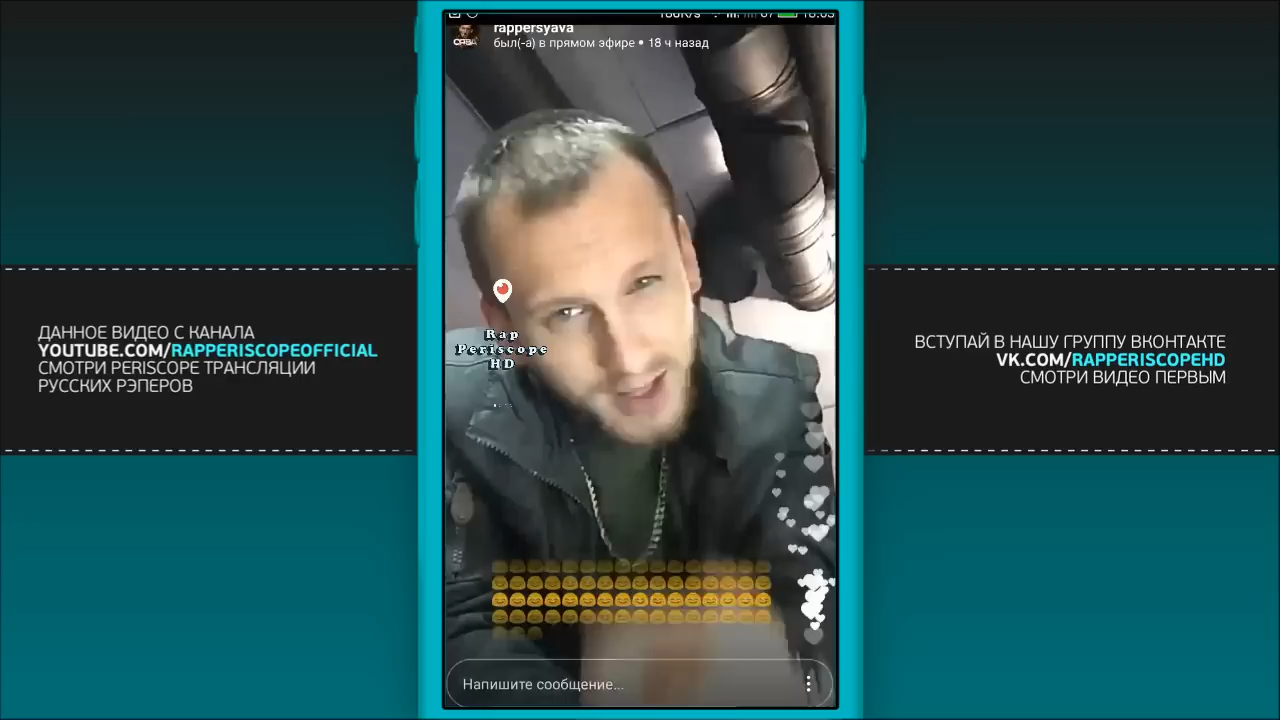 rappersyava
был(-а) в прямом эфире • 18 ч назад
ДАННОЕ ВИДЕО С КАНАЛА
YOUTUBE.COM/RAPPERISCOPEOFFICIAL
СМОТРИ PERISCOPE ТРАНСЛЯЦИИ
РУССКИХ РЭПЕРОВ
Rap
Periscope
HD
ВСТУПАЙ В НАШУ ГРУППУ ВКОНТАКТЕ
VK.COM/RAPPERISCOPEHD
СМОТРИ ВИДЕО ПЕРВЫМ
Напишите сообщение...